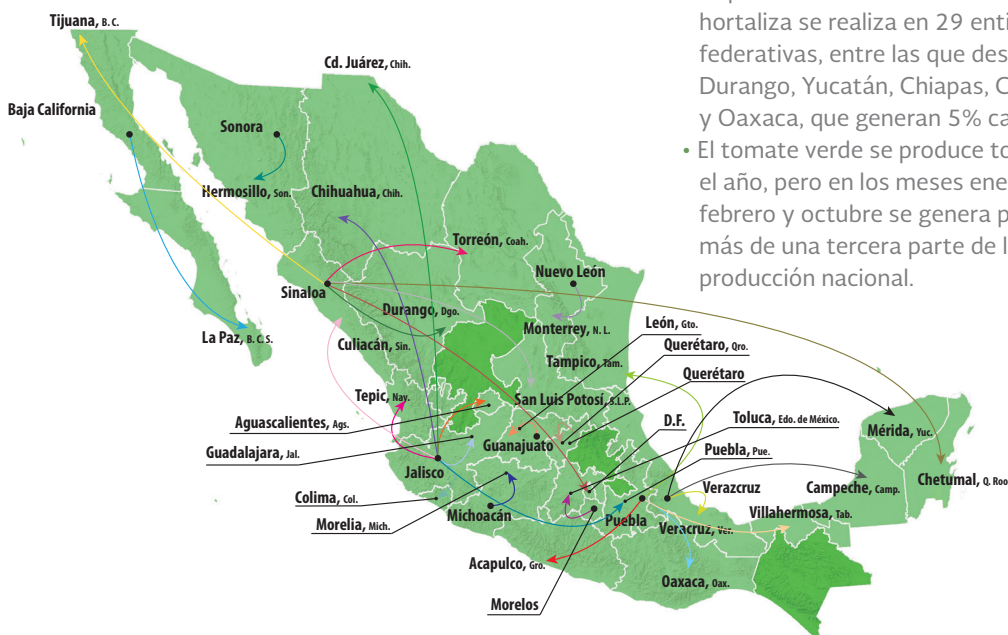 hortaliza se realiza en 29
federativas, entre las que
Durango, Yucatán, Chiapas,
y Oaxaca, que generan 5%
• El tomate verde se produce
el año, pero en los meses
febrero y octubre se genera
más de una tercera parte de
producción nacional.
Tijuana, B. C.
Cd. Juárez, Chih.
Baja California
Sonora
Hermosillo, Son.
Chihuahua, Chih.
Torreón, Coah.
Nuevo León
Sinaloa
Durango, Dgo.
León, Gto.
Monterrey, N. L.
La Paz, B. C. S.
Culiacán, Sin.
Querétaro, Qro.
Tampico, Tam.
Querétaro
Tepic, Nay.
San Luis Potosí, S.L.P.
Aguascalientes, Ags.
D.F.
Toluca, Edo. de México.
Mérida, Yuc.
Guadalajara, Jal.
Guanajuato
Puebla, Pue.
Jalisco
Chetumal, Q. Roo
Verazcruz
Campeche, Camp.
Colima, Col.
Michoacán
Puebla
Villahermosa, Tab.
Morelia, Mich.
Veracruz, Ver.
Acapulco, Gro.
Oaxaca, Oax.
Morelos